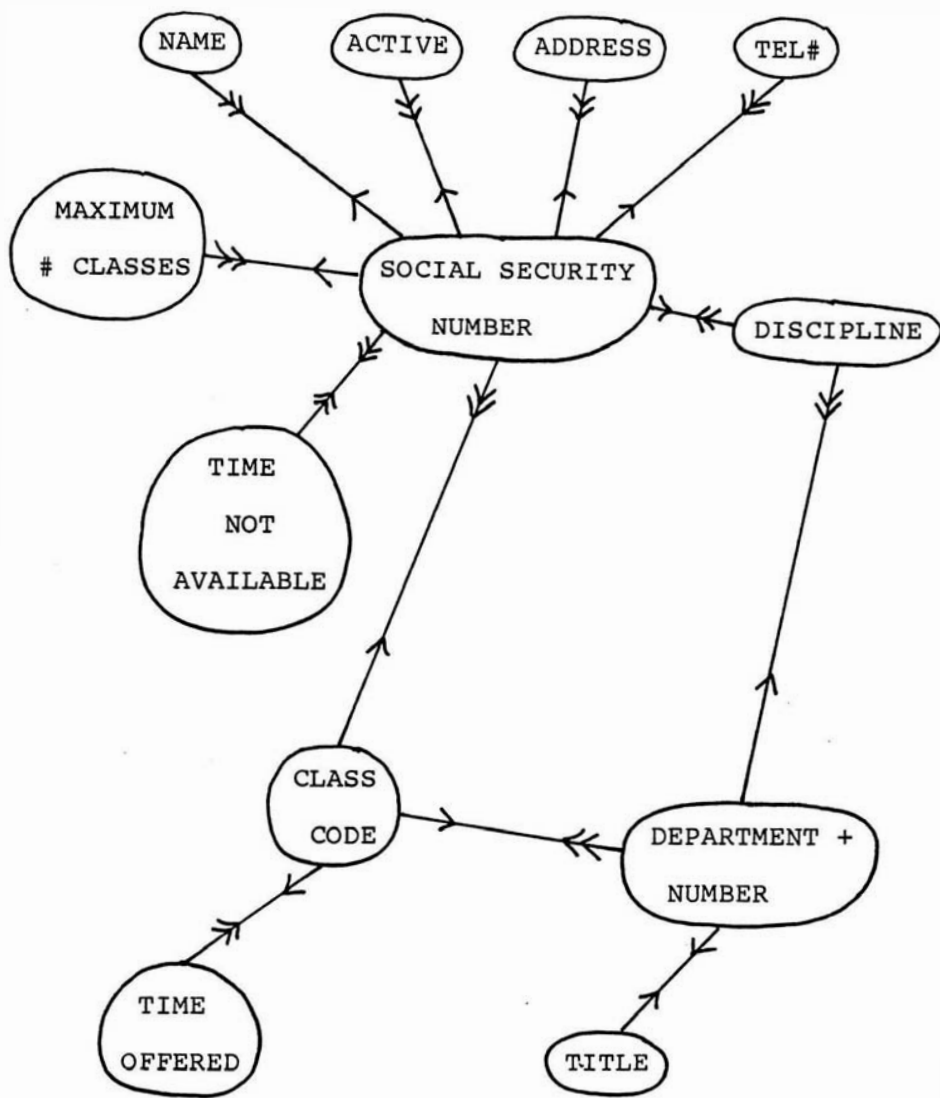 NAME
ACTIVE
ADDRESS
TEL#
MAXIMUM
# CLASSES
SOCIAL SECURITY
NUMBER
DISCIPLINE
TIME
NOT
AVAILABLE
CLASS
CODE
DEPARTMENT +
NUMBER
TIME
OFFERED
TITLE